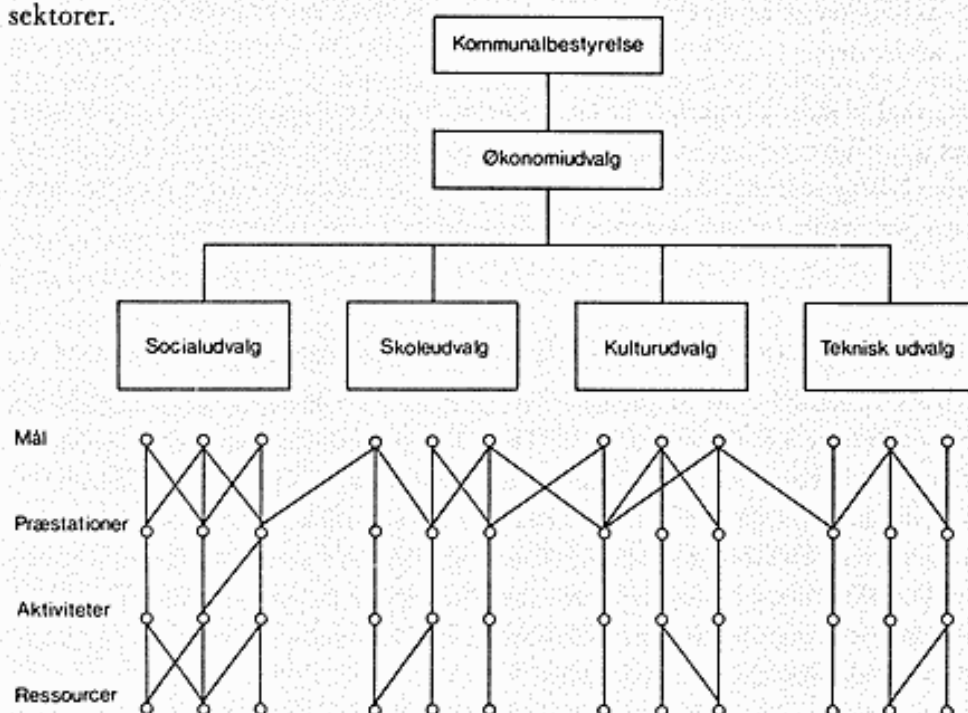 sektorer.
Kommunalbestyrelse
Økonomiudvalg
Socialudvalg
Skoleudvalg
Kulturudvalg
Teknisk udvalg
Mål
Præstationer
Aktiviteter
Ressourcer